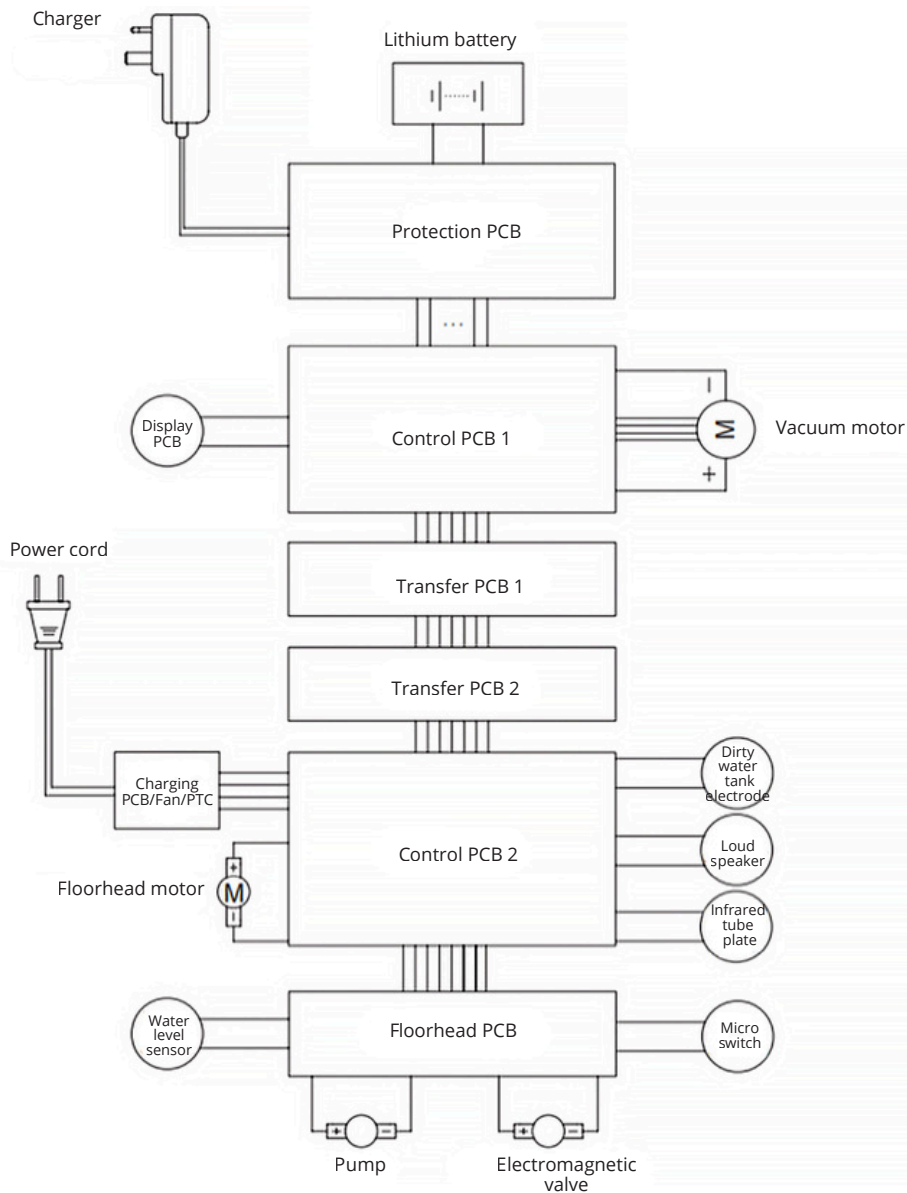 Charger
Lithium battery
Protection PCB
...
Display
PCB
Control PCB 1
−
M
+
Vacuum motor
Power cord
Transfer PCB 1
Transfer PCB 2
Charging
PCB/Fan/PTC
Control PCB 2
Dirty
water
tank
electrode
Loud
speaker
Infrared
tube
plate
Floorhead motor
+
M
−
Water
level
sensor
Floorhead PCB
Micro
switch
+ −
Pump
+ −
Electromagnetic
valve